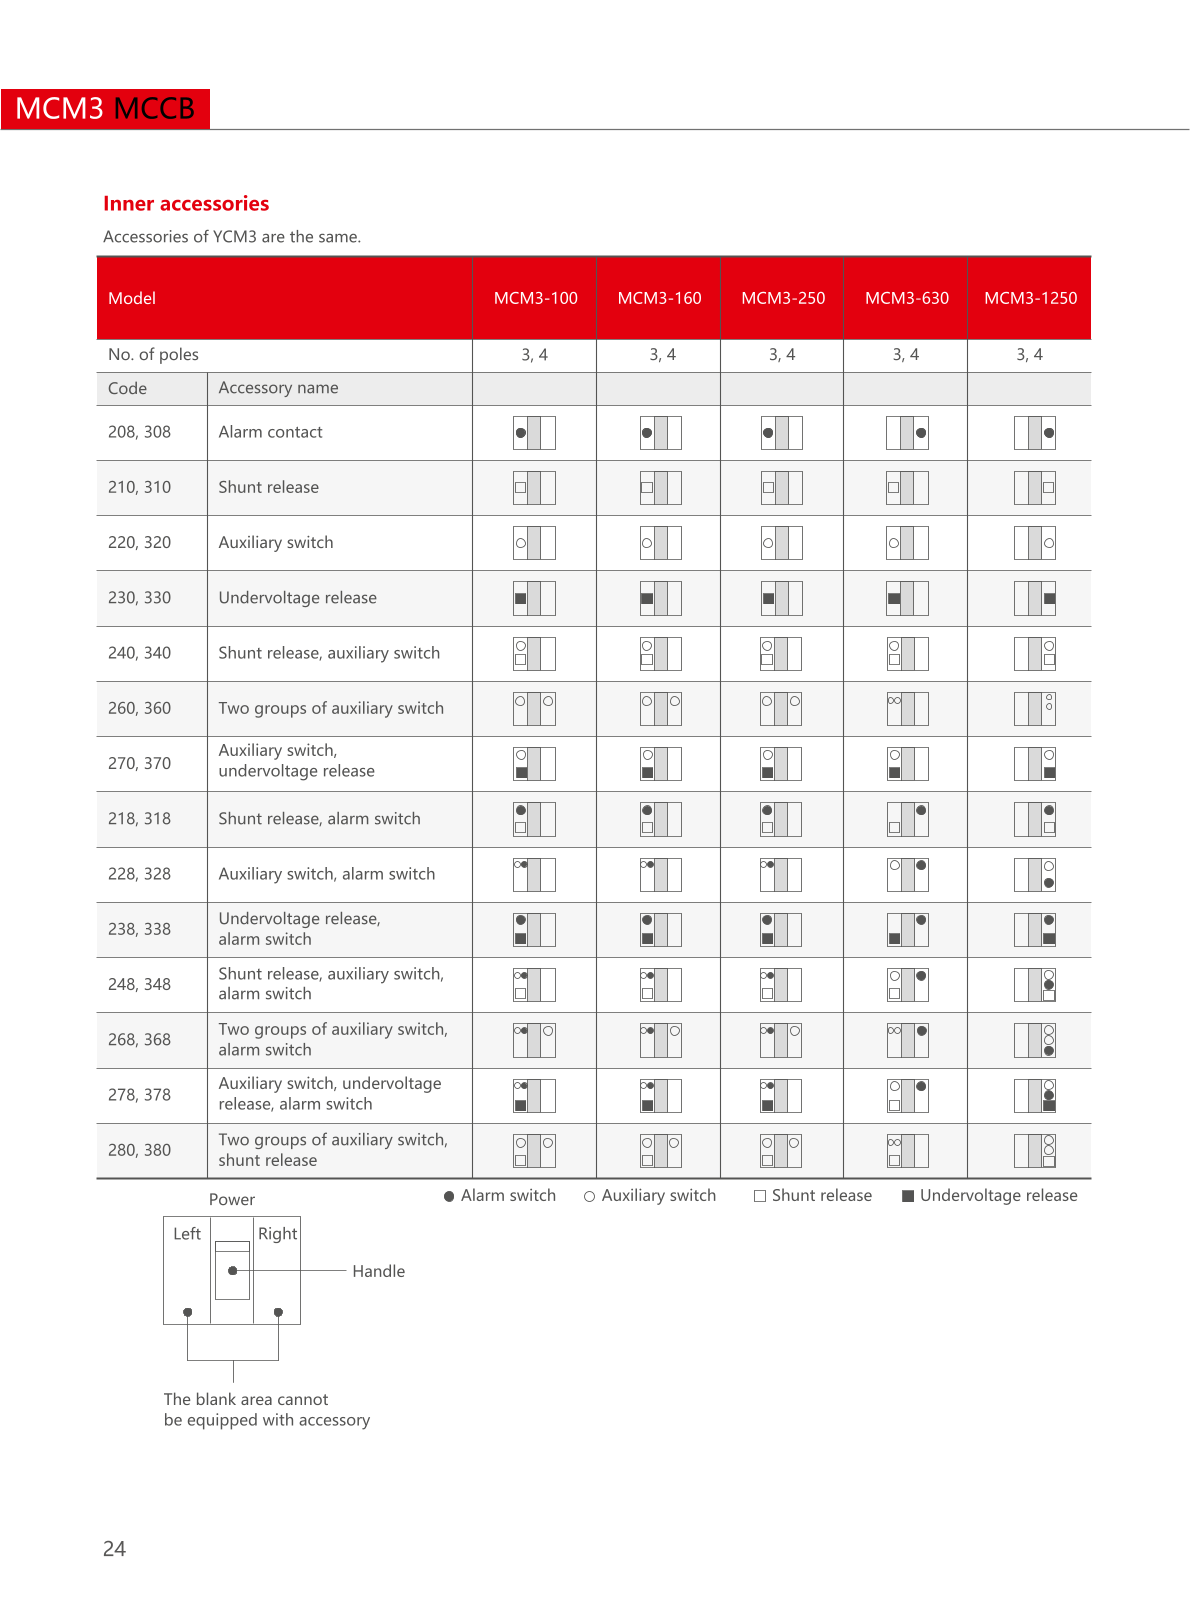 MCM3 MCCB
Inner accessories
Accessories of YCM3 are the same.
Model MCM3-100 MCM3-160 MCM3-250 MCM3-630 MCM3-1250
No. of poles 3, 4 3, 4 3, 4 3, 4 3, 4
Code Accessory name
208, 308 Alarm contact
210, 310 Shunt release
220, 320 Auxiliary switch
230, 330 Undervoltage release
240, 340 Shunt release, auxiliary switch
260, 360 Two groups of auxiliary switch
270, 370 Auxiliary switch,
undervoltage release
218, 318 Shunt release, alarm switch
228, 328 Auxiliary switch, alarm switch
238, 338 Undervoltage release,
alarm switch
248, 348 Shunt release, auxiliary switch,
alarm switch
268, 368 Two groups of auxiliary switch,
alarm switch
278, 378 Auxiliary switch, undervoltage
release, alarm switch
280, 380 Two groups of auxiliary switch,
shunt release
Alarm switch Auxiliary switch Shunt release Undervoltage release
Power
Left Right
Handle
The blank area cannot
be equipped with accessory
24